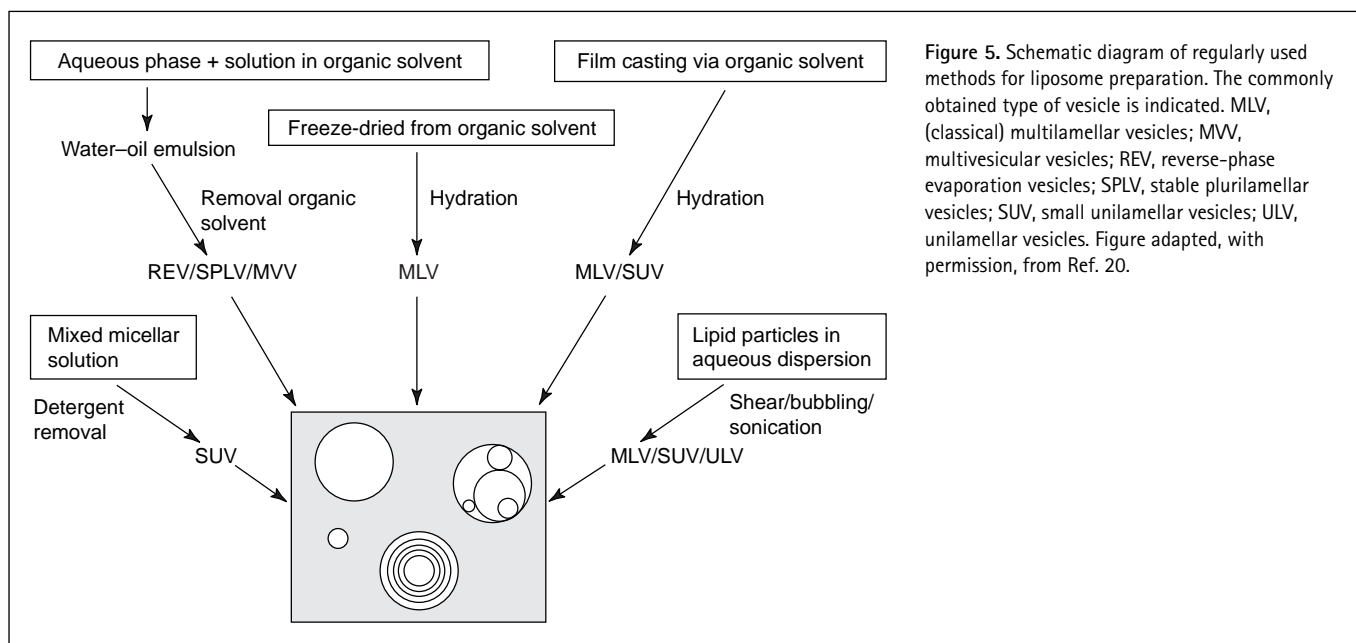 Aqueous phase + solution in organic solvent
Film casting via organic solvent
Freeze-dried from organic solvent
Water–oil emulsion
Removal organic
solvent
Hydration
Hydration
REV/SPLV/MVV
MLV
MLV/SUV
Mixed micellar
solution
Lipid particles in
aqueous dispersion
Detergent
removal
Shear/bubbling/
sonication
SUV
MLV/SUV/ULV
Figure 5. Schematic diagram of regularly used
methods for liposome preparation. The commonly
obtained type of vesicle is indicated. MLV,
(classical) multilamellar vesicles; MVV,
multivesicular vesicles; REV, reverse-phase
evaporation vesicles; SPLV, stable plurilamellar
vesicles; SUV, small unilamellar vesicles; ULV,
unilamellar vesicles. Figure adapted, with
permission, from Ref. 20.